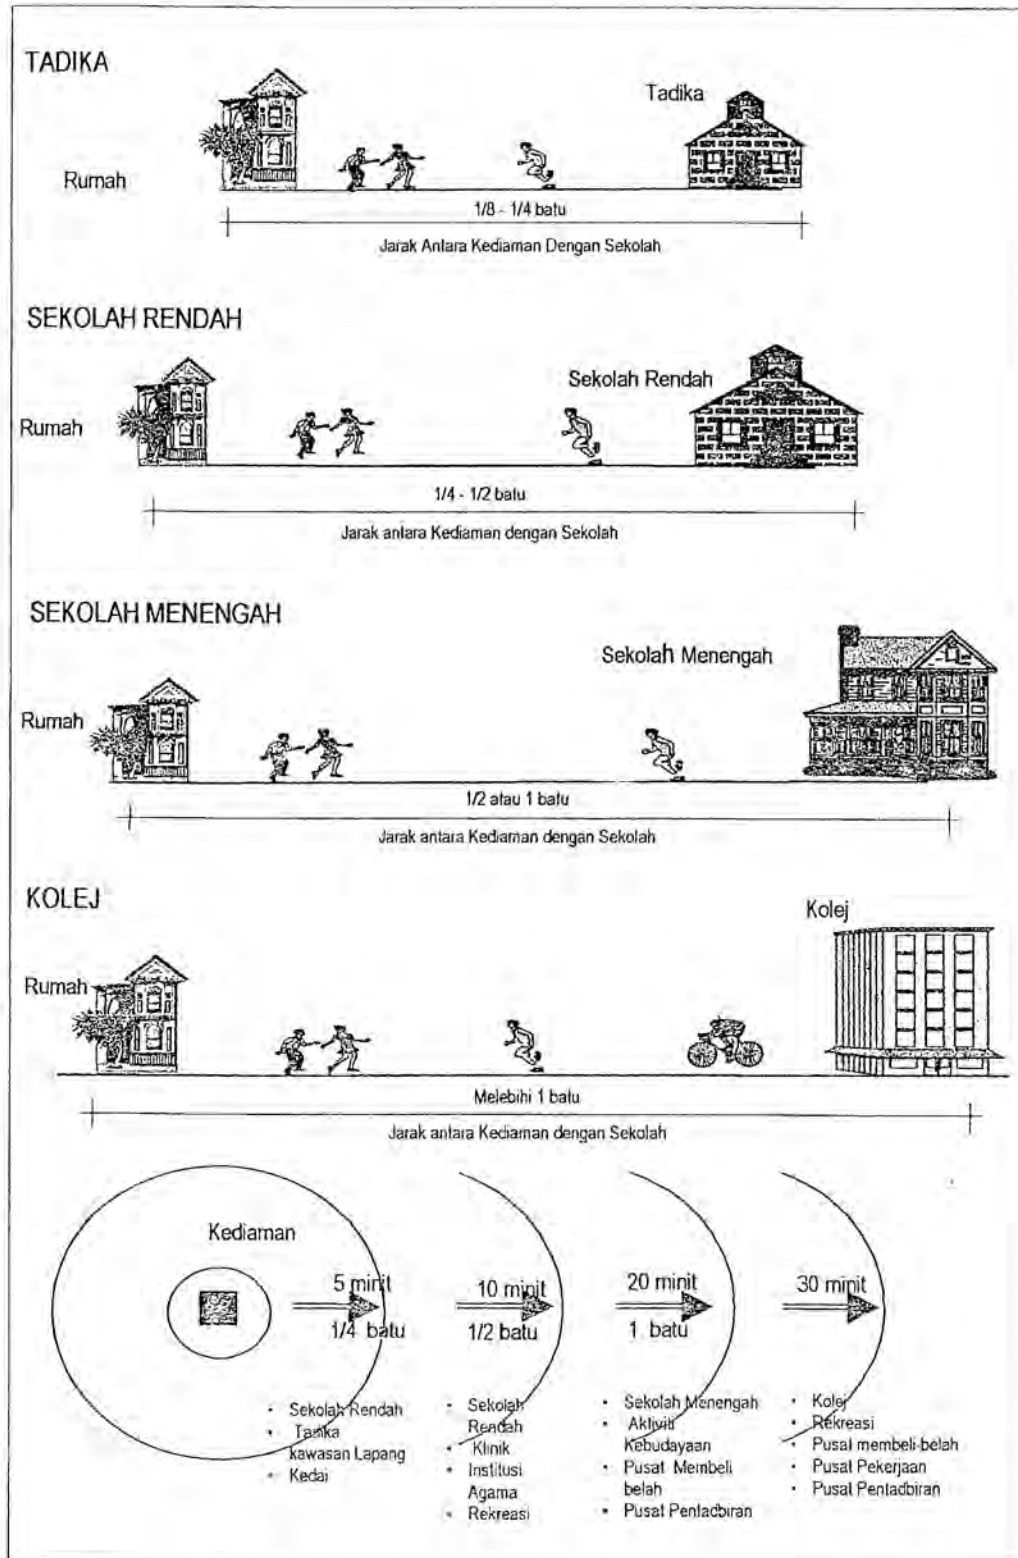 TADIKA
Tadika
Rumah
1/8 - 1/4 batu
Jarak Antara Kediaman Dengan Sekolah
SEKOLAH RENDAH
Sekolah Rendah
Rumah
1/4 - 1/2 batu
Jarak antara Kediaman dengan Sekolah
SEKOLAH MENENGAH
Sekolah Menengah
Rumah
1/2 atau 1 batu
Jarak antara Kediaman dengan Sekolah
KOLEJ
Kolej
Rumah
Melebihi 1 batu
Jarak antara Kediaman dengan Sekolah
Kediaman
5 minit
1/4 batu
10 minit
1/2 batu
20 minit
1. batu
30 minit
• Sekolah Rendah
• Tadika
kawasan Lapang
• Kedai
• Sekolah
Rendah
• Klinik
• Institusi
Agama
• Rekreasi
• Sekolah Menengah
• Aktiviti
Kebudayaan
• Pusat Membeli
belah
• Pusat Pentadbiran
• Kolej
• Rekreasi
• Pusat membeli-belah
• Pusat Pekerjaan
• Pusat Pentadbiran